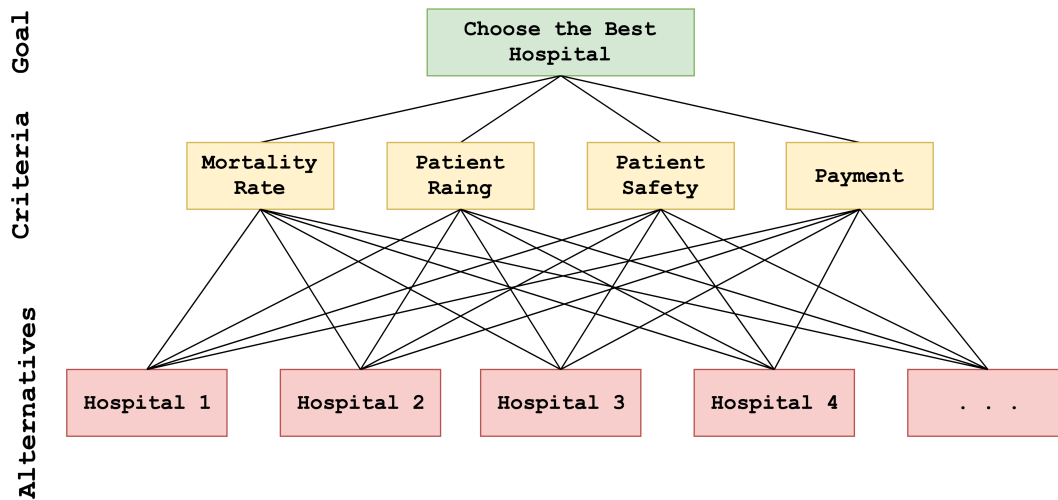 Goal
Choose the Best
Hospital
Criteria
Mortality
Rate
Patient
Raing
Patient
Safety
Payment
Alternatives
Hospital 1
Hospital 2
Hospital 3
Hospital 4
. . .